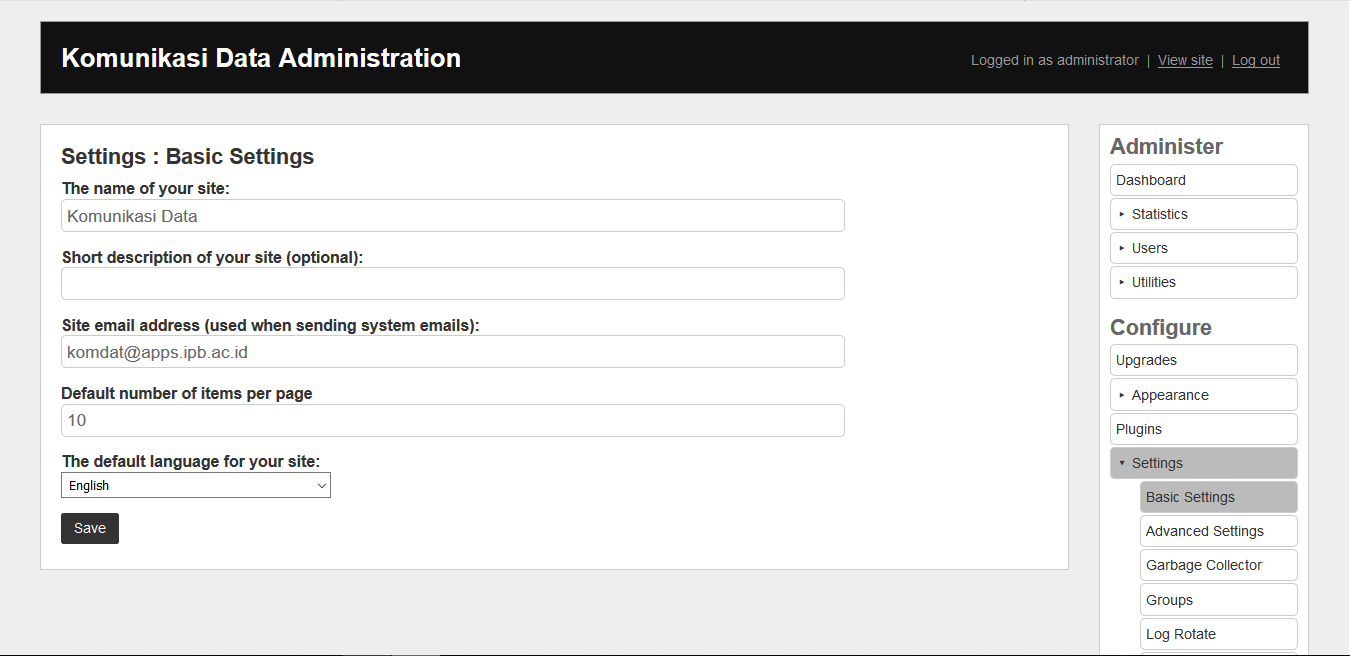 Komunikasi Data Administration
Logged in as administrator | View site | Log out
Settings : Basic Settings
The name of your site:
Komunikasi Data
Short description of your site (optional):
Site email address (used when sending system emails):
komdat@apps.ipb.ac.id
Default number of items per page
10
The default language for your site:
English
Save
Administer
Dashboard
Statistics
Users
Utilities
Configure
Upgrades
Appearance
Plugins
Settings
Basic Settings
Advanced Settings
Garbage Collector
Groups
Log Rotate